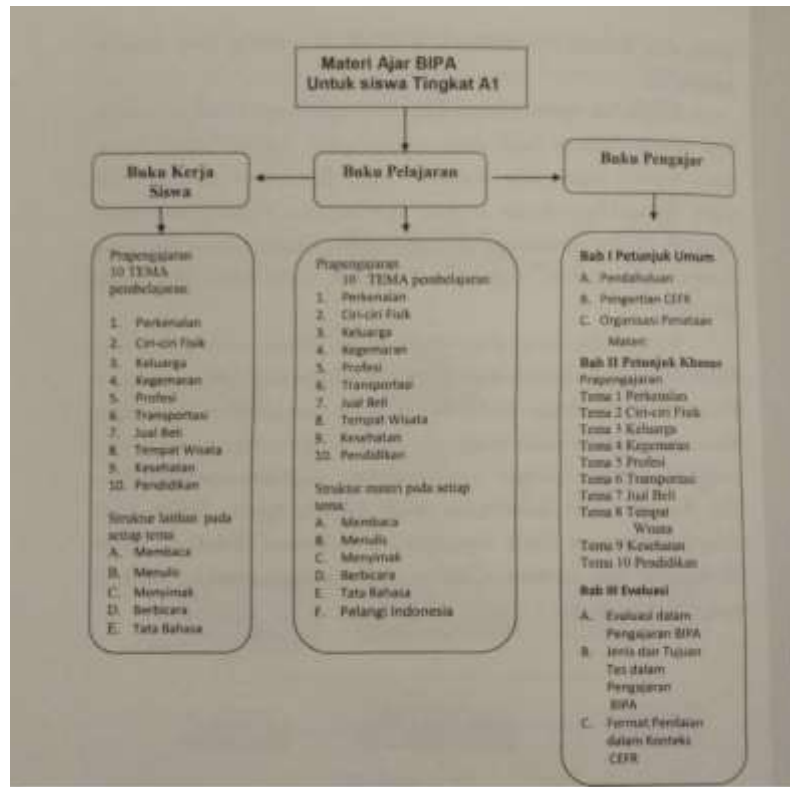 Materi Ajar BIPA
Untuk siswa Tingkat A1
Buku Kerja
Siswa
Buku Pelajaran
Buku Pengajar
Prapengajaran
10 TEMA
pembelajaran:
1. Perkenalan
2. Ciri-ciri Fisik
3. Keluarga
4. Kegemaran
5. Profesi
6. Transportasi
7. Jual Beli
8. Tempat Wisata
9. Kesehatan
10. Pendidikan
Struktur latihan pada
setiap tema
A. Membaca
B. Menulis
C. Menyimak
D. Berbicara
E. Tata Bahasa
Prapengajaran
10 TEMA pembelajaran
1. Perkenalan
2. Ciri-ciri Fisik
3. Keluarga
4. Kegemaran
5. Profesi
6. Transportasi
7. Jual Beli
8. Tempat Wisata
9. Kesehatan
10. Pendidikan
Struktur materi pada setiap
tema:
A. Membaca
B. Menulis
C. Menyimak
D. Berbicara
E. Tata Bahasa
F. Pelangi Indonesia
Bab I Petunjuk Umum
A. Pendahuluan
B. Pengertian CEFR
C. Organisasi Penataan
Materi
Bab II Petunjuk Khusus
Prapengajaran
Tema 1 Perkenalan
Tema 2 Ciri-ciri Fisik
Tema 3 Keluarga
Tema 4 Kegemaran
Tema 5 Profesi
Tema 6 Transportasi
Tema 7 Jual Beli
Tema 8 Tempat
Wisata
Tema 9 Kesehatan
Tema 10 Pendidikan
Bab III Evaluasi
A. Evaluasi dalam
Pengajaran BIPA
B. Jenis dan Tujuan
Tes dalam
Pengajaran
BIPA
C. Format Penilaian
dalam Konteks
CEFR